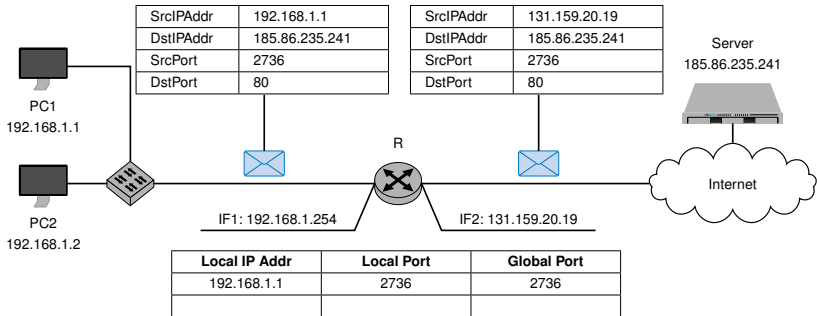 SrcIPAddr 192.168.1.1
DstIPAddr 185.86.235.241
SrcPort 2736
DstPort 80
SrcIPAddr 131.159.20.19
DstIPAddr 185.86.235.241
SrcPort 2736
DstPort 80
Server
185.86.235.241
PC1
192.168.1.1
R
PC2
192.168.1.2
Internet
IF1: 192.168.1.254
IF2: 131.159.20.19
Local IP Addr Local Port Global Port
192.168.1.1 2736 2736